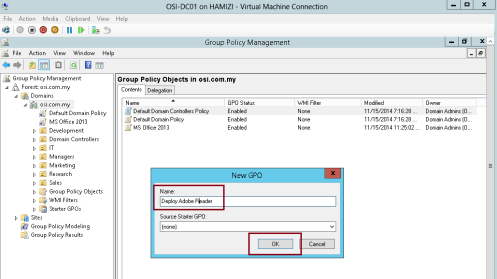 OSI-DC01 on HAMIZI - Virtual Machine Connection
File Action Media Clipboard View Help
Group Policy Management
File Action View Window Help
Group Policy Management
Forest: osi.com.my
Domains
osi.com.my
Default Domain Policy
MS Office 2013
Development
Domain Controllers
IT
Managers
Marketing
Research
Sales
Group Policy Objects
WMI Filters
Starter GPOs
Sites
Group Policy Modeling
Group Policy Results
Group Policy Objects in osi.com.my
Contents Delegation
Name GPO Status WMI Filter Modified Owner
Default Domain Controllers Policy Enabled None 11/15/2014 7:16:28 ... Domain Admins (O...
Default Domain Policy Enabled None 11/15/2014 7:16:28 ... Domain Admins (O...
MS Office 2013 Enabled None 11/15/2014 11:25:02 ... Domain Admins (O...
New GPO
Name:
Deploy Adobe Reader
Source Starter GPO:
(none)
OK Cancel